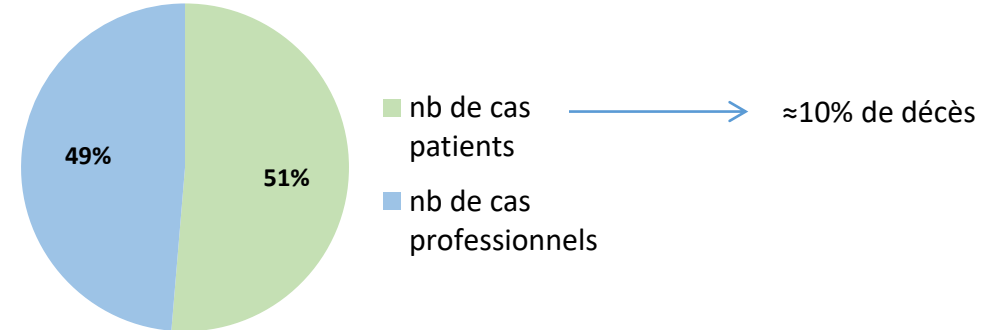 49%
51%
nb de cas
patients
≈10% de décès
nb de cas
professionnels